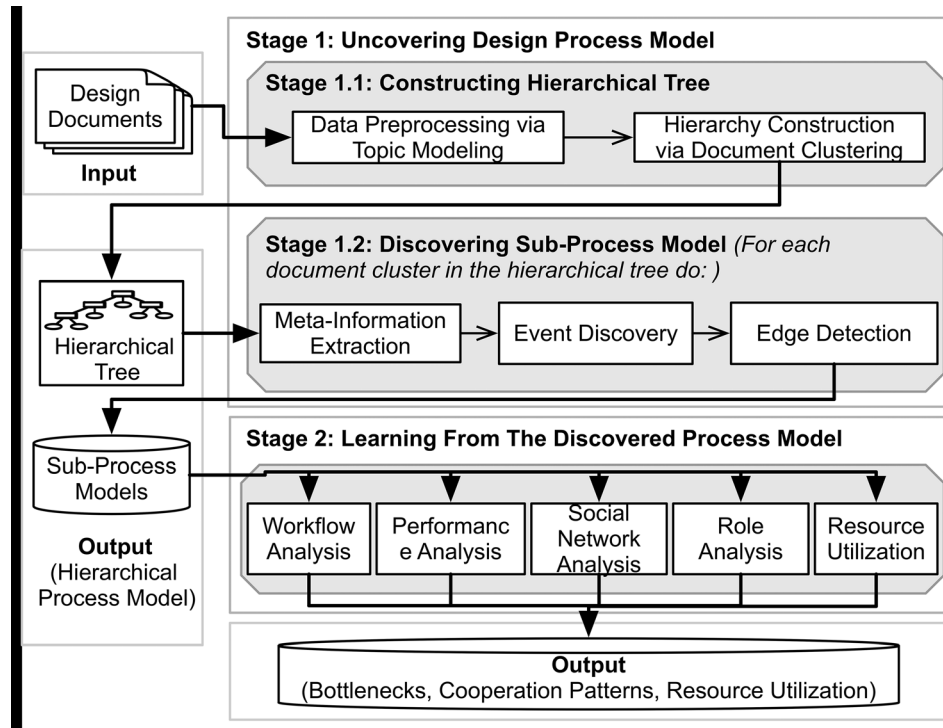 Stage 1: Uncovering Design Process Model
Stage 1.1: Constructing Hierarchical Tree
Design
Documents
Input
Data Preprocessing via
Topic Modeling
Hierarchy Construction
via Document Clustering
Stage 1.2: Discovering Sub-Process Model (For each
document cluster in the hierarchical tree do: )
Hierarchical
Tree
Meta-Information
Extraction
Event Discovery
Edge Detection
Sub-Process
Models
Output
(Hierarchical
Process Model)
Stage 2: Learning From The Discovered Process Model
Workflow
Analysis
Performanc
e Analysis
Social
Network
Analysis
Role
Analysis
Resource
Utilization
Output
(Bottlenecks, Cooperation Patterns, Resource Utilization)